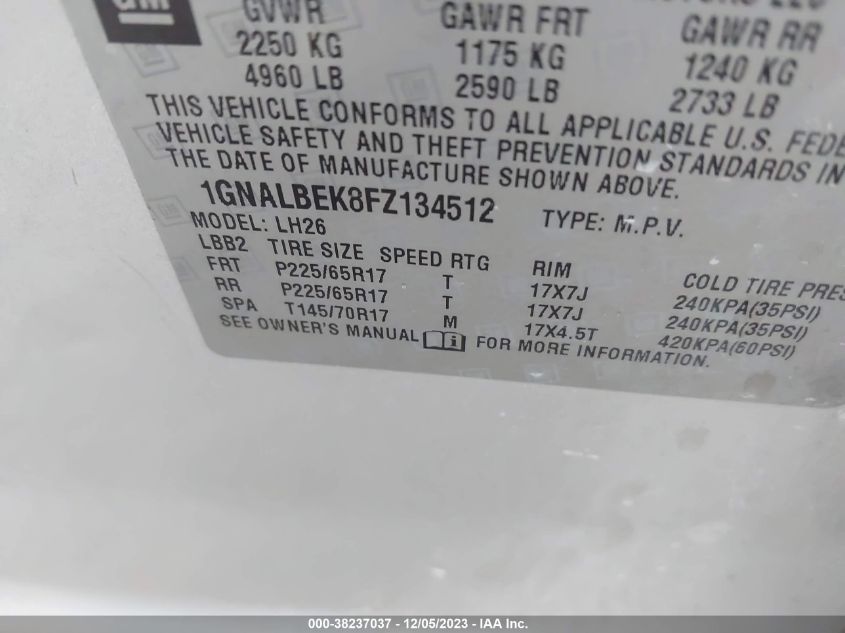 GM
GVWR GAWR FRT GAWR RR
2250 KG 1175 KG 1240 KG
4960 LB 2590 LB 2733 LB
THIS VEHICLE CONFORMS TO ALL APPLICABLE U.S. FEDE
VEHICLE SAFETY AND THEFT PREVENTION STANDARDS IN
THE DATE OF MANUFACTURE SHOWN ABOVE.
1GNALBEK8FZ134512 TYPE: M.P.V.
MODEL: LH26
LBB2 TIRE SIZE SPEED RTG RIM COLD TIRE PRES
FRT P225/65R17 T 17X7J 240KPA(35PSI)
RR P225/65R17 T 17X7J 240KPA(35PSI)
SPA T145/70R17 M 17X4.5T 420KPA(60PSI)
SEE OWNER'S MANUAL FOR MORE INFORMATION.
000-38237037 - 12/05/2023 - IAA Inc.